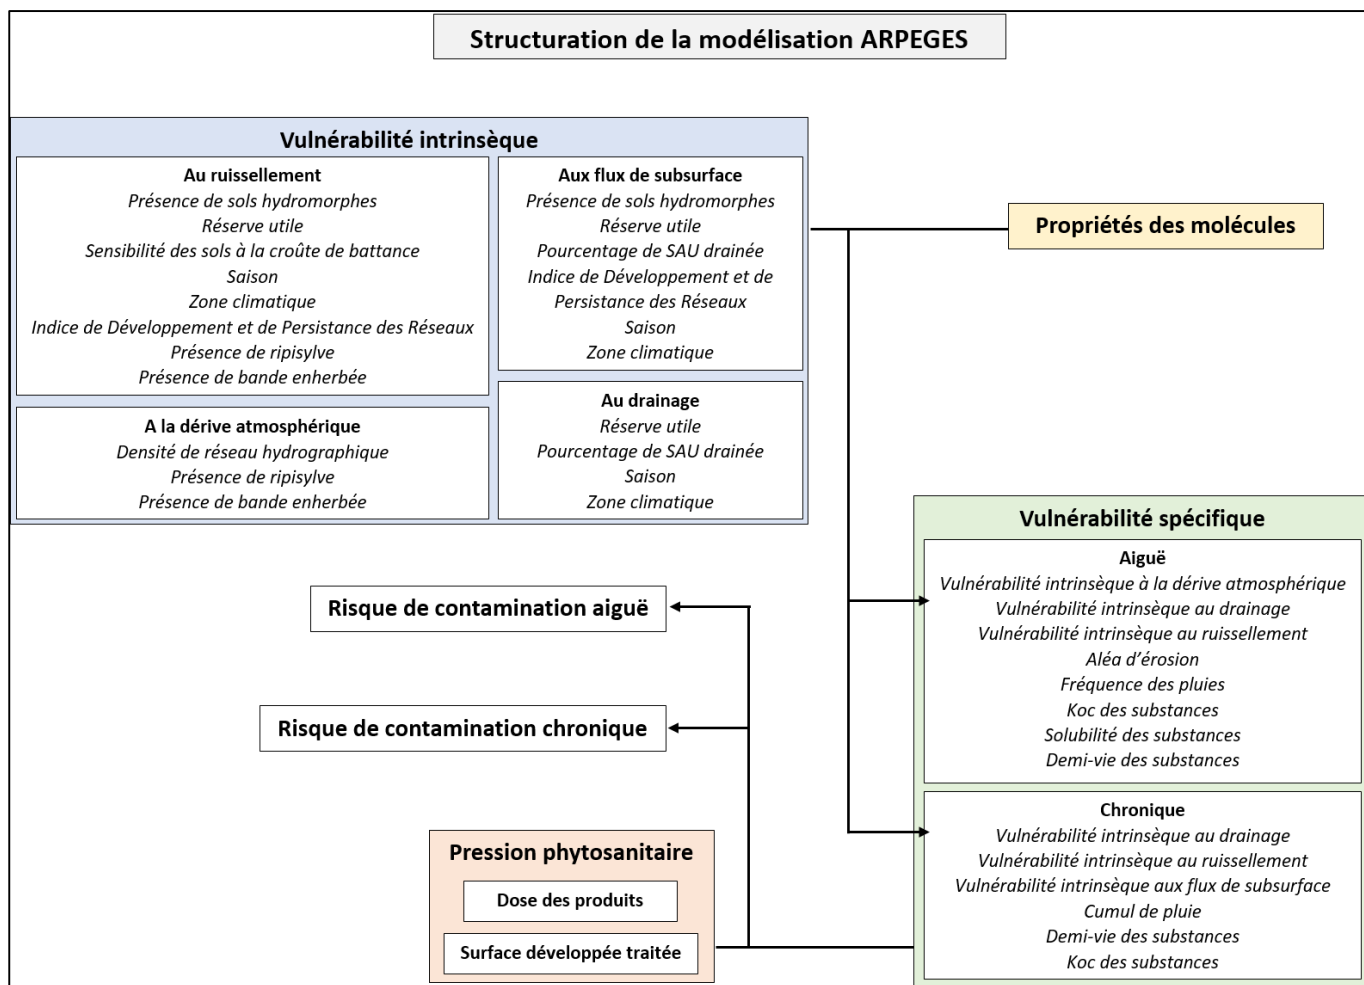 Structuration de la modélisation ARPEGES
Vulnérabilité intrinsèque
Au ruissellement
Présence de sols hydromorphes
Réserve utile
Sensibilité des sols à la croûte de battance
Saison
Zone climatique
Indice de Développement et de Persistance des Réseaux
Présence de ripisylve
Présence de bande enherbée
Aux flux de subsurface
Présence de sols hydromorphes
Réserve utile
Pourcentage de SAU drainée
Indice de Développement et de
Persistance des Réseaux
Saison
Zone climatique
A la dérive atmosphérique
Densité de réseau hydrographique
Présence de ripisylve
Présence de bande enherbée
Au drainage
Réserve utile
Pourcentage de SAU drainée
Saison
Zone climatique
Propriétés des molécules
Vulnérabilité spécifique
Aiguë
Vulnérabilité intrinsèque à la dérive atmosphérique
Vulnérabilité intrinsèque au drainage
Vulnérabilité intrinsèque au ruissellement
Aléa d'érosion
Fréquence des pluies
Koc des substances
Solubilité des substances
Demi-vie des substances
Chronique
Vulnérabilité intrinsèque au drainage
Vulnérabilité intrinsèque au ruissellement
Vulnérabilité intrinsèque aux flux de subsurface
Cumul de pluie
Demi-vie des substances
Koc des substances
Risque de contamination aiguë
Risque de contamination chronique
Pression phytosanitaire
Dose des produits
Surface développée traitée